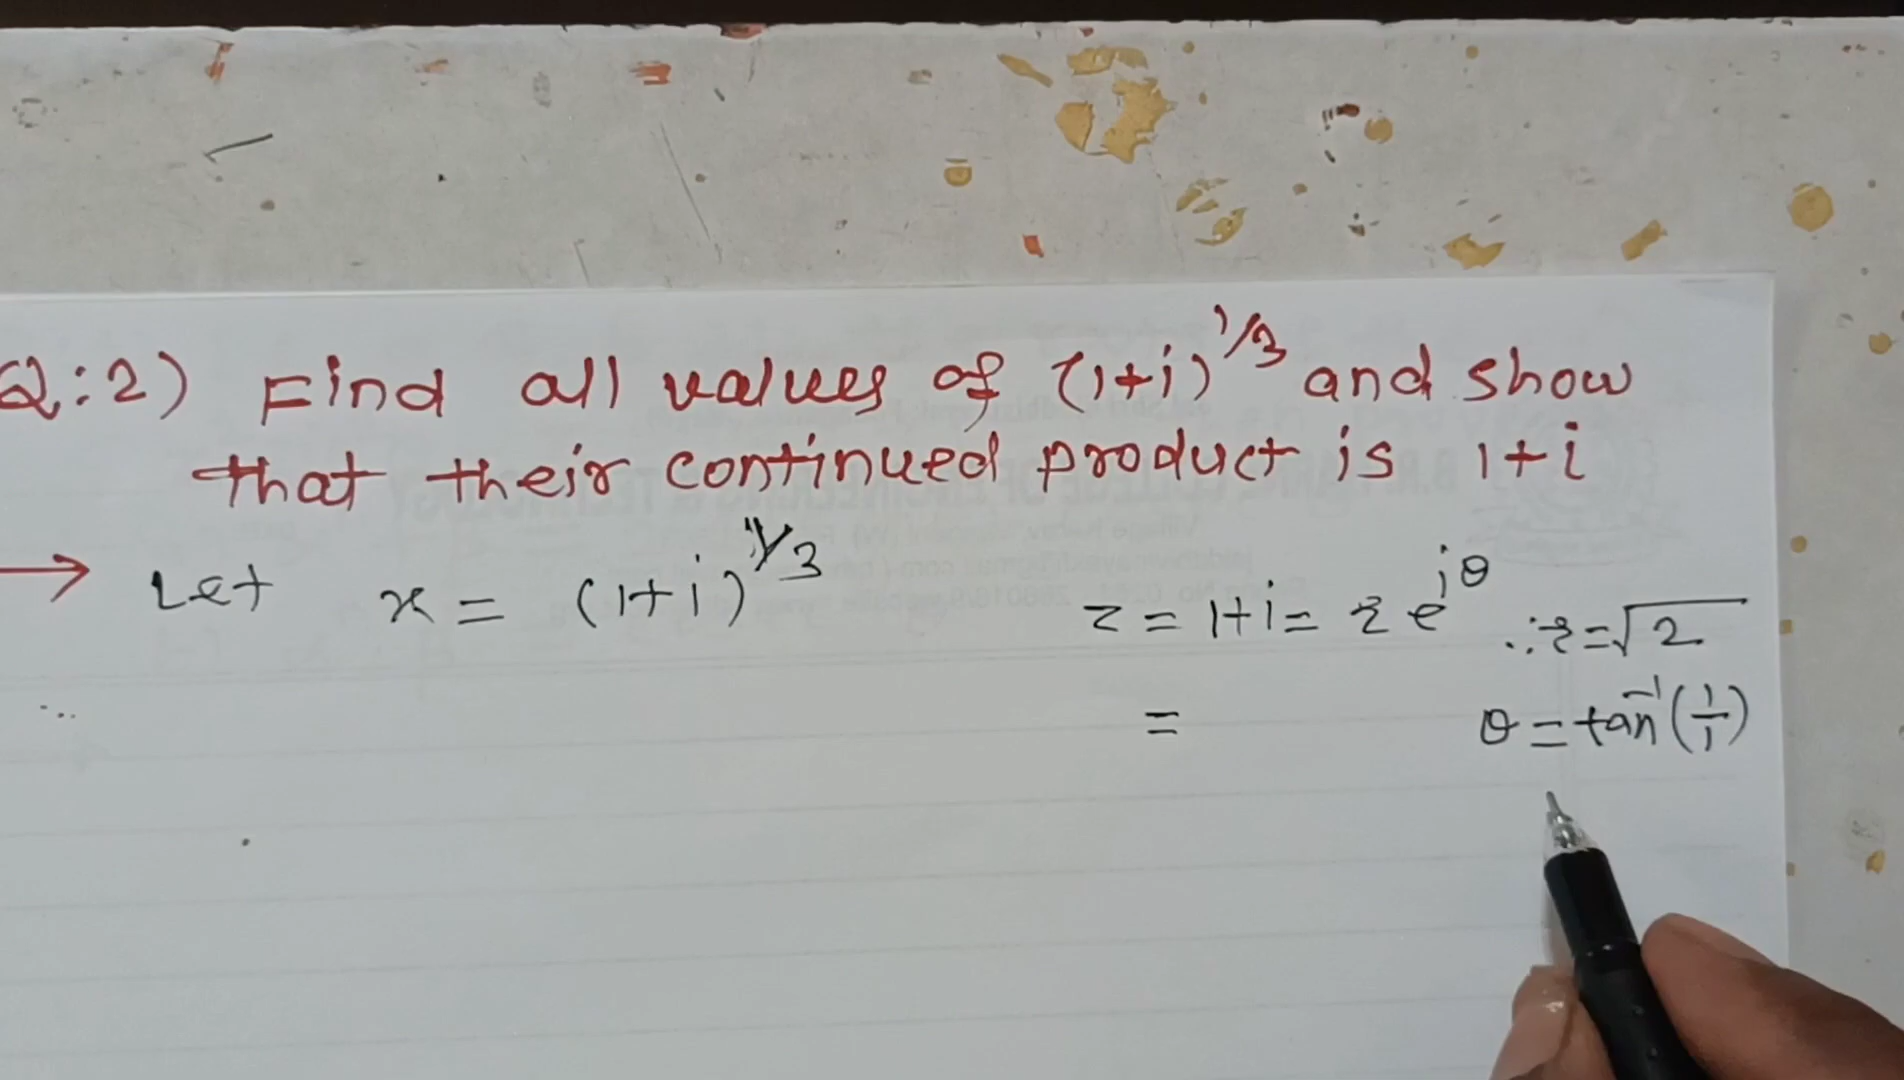 Q:2) Find all values of (1+i)^1/3 and show
that their continued product is 1+i
→ Let x = (1+i)^1/3 z = 1+i = r e^iθ ∴ r = √2
= θ = tan^-1(1/1)